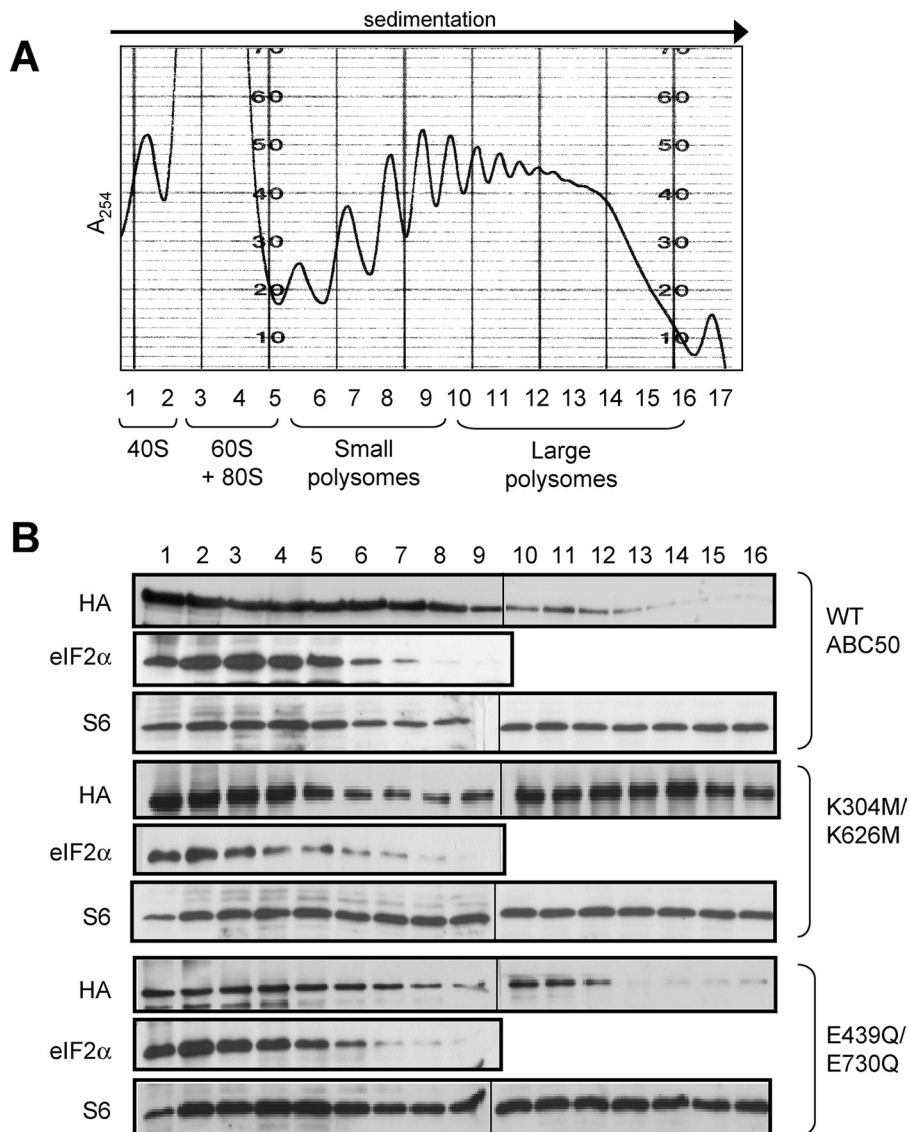 sedimentation
A
70 70
60 60
50 50
40 40
30 30
20 20
10 10
A254
1 2 3 4 5 6 7 8 9 10 11 12 13 14 15 16 17
40S
60S
+ 80S
Small
polysomes
Large
polysomes
B
1 2 3 4 5 6 7 8 9 10 11 12 13 14 15 16
HA
eIF2α
S6
WT
ABC50
HA
eIF2α
S6
K304M/
K626M
HA
eIF2α
S6
E439Q/
E730Q